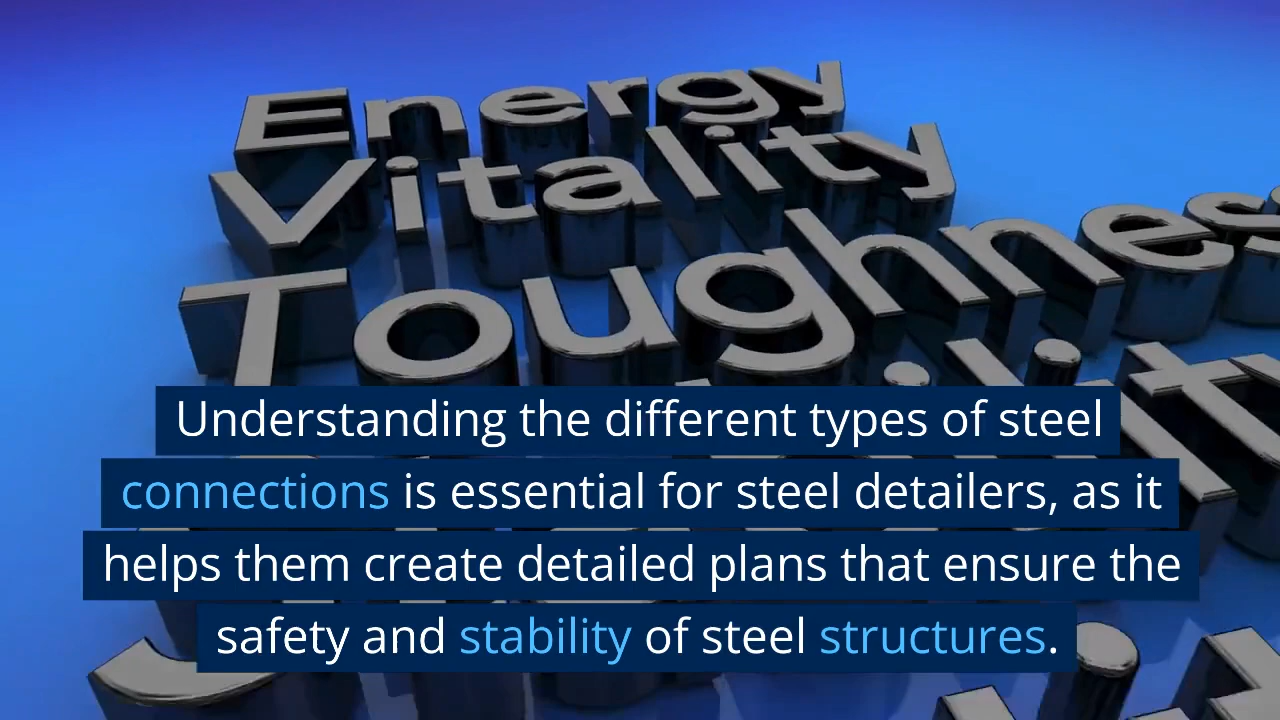 Energy
Vitality
Toughness
Understanding the different types of steel
connections is essential for steel detailers, as it
helps them create detailed plans that ensure the
safety and stability of steel structures.